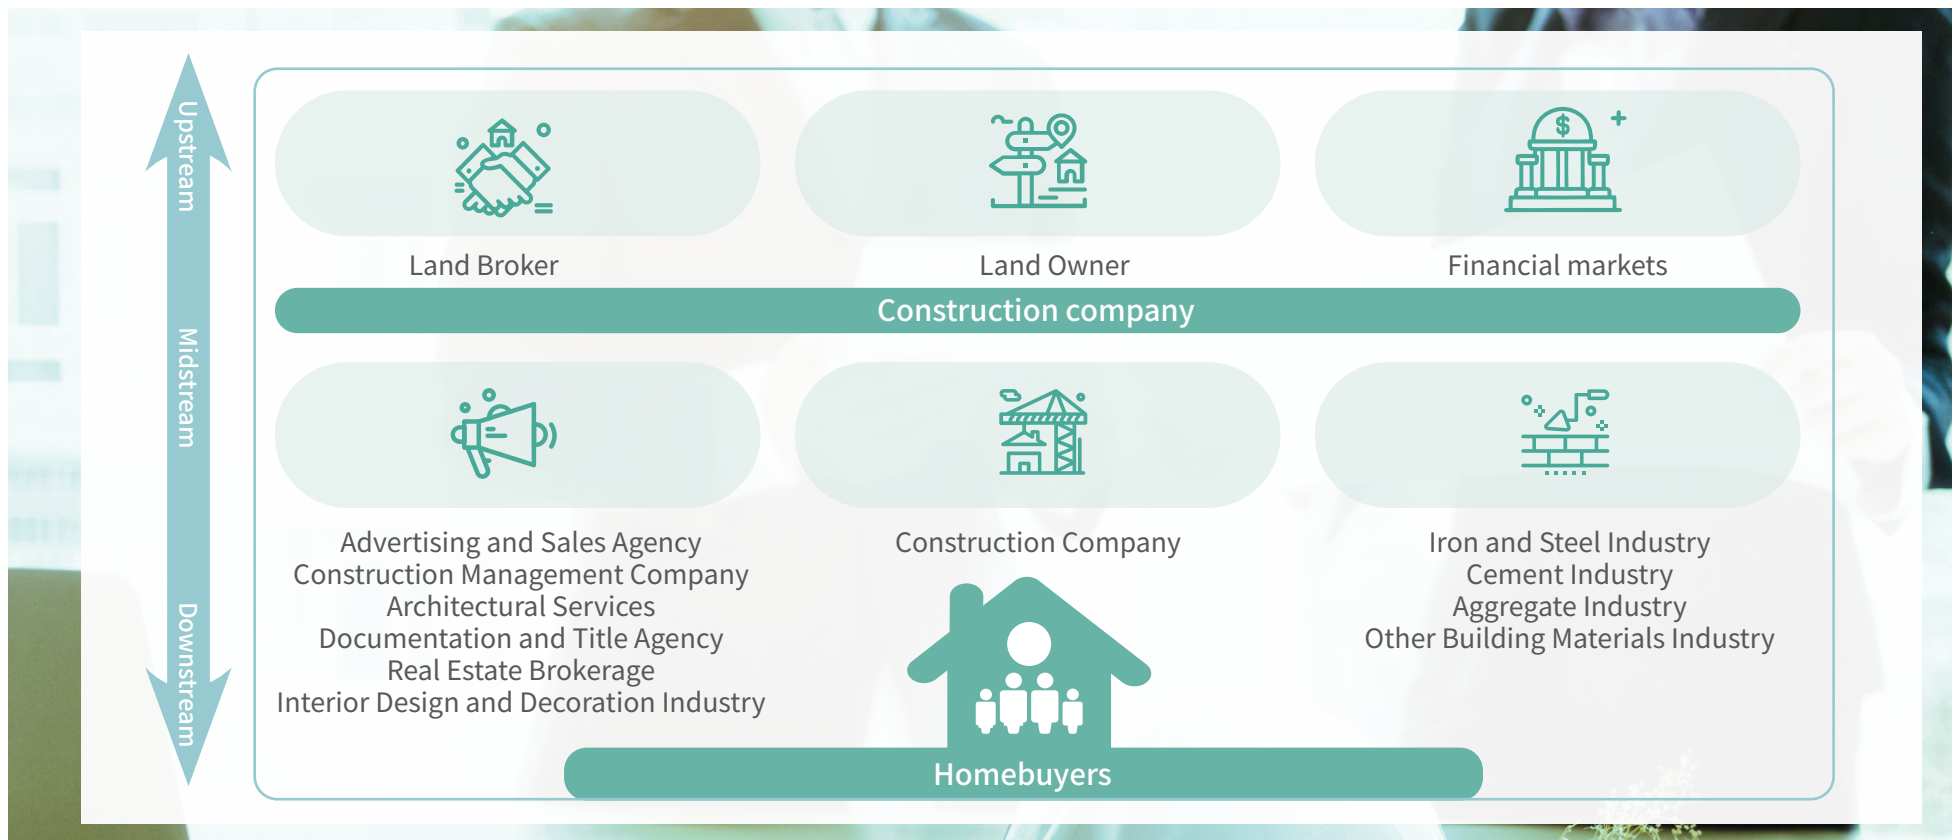 Upstream
Midstream
Downstream
$
Land Broker
Land Owner
Financial markets
Construction company
Advertising and Sales Agency
Construction Management Company
Architectural Services
Documentation and Title Agency
Real Estate Brokerage
Interior Design and Decoration Industry
Construction Company
Iron and Steel Industry
Cement Industry
Aggregate Industry
Other Building Materials Industry
Homebuyers